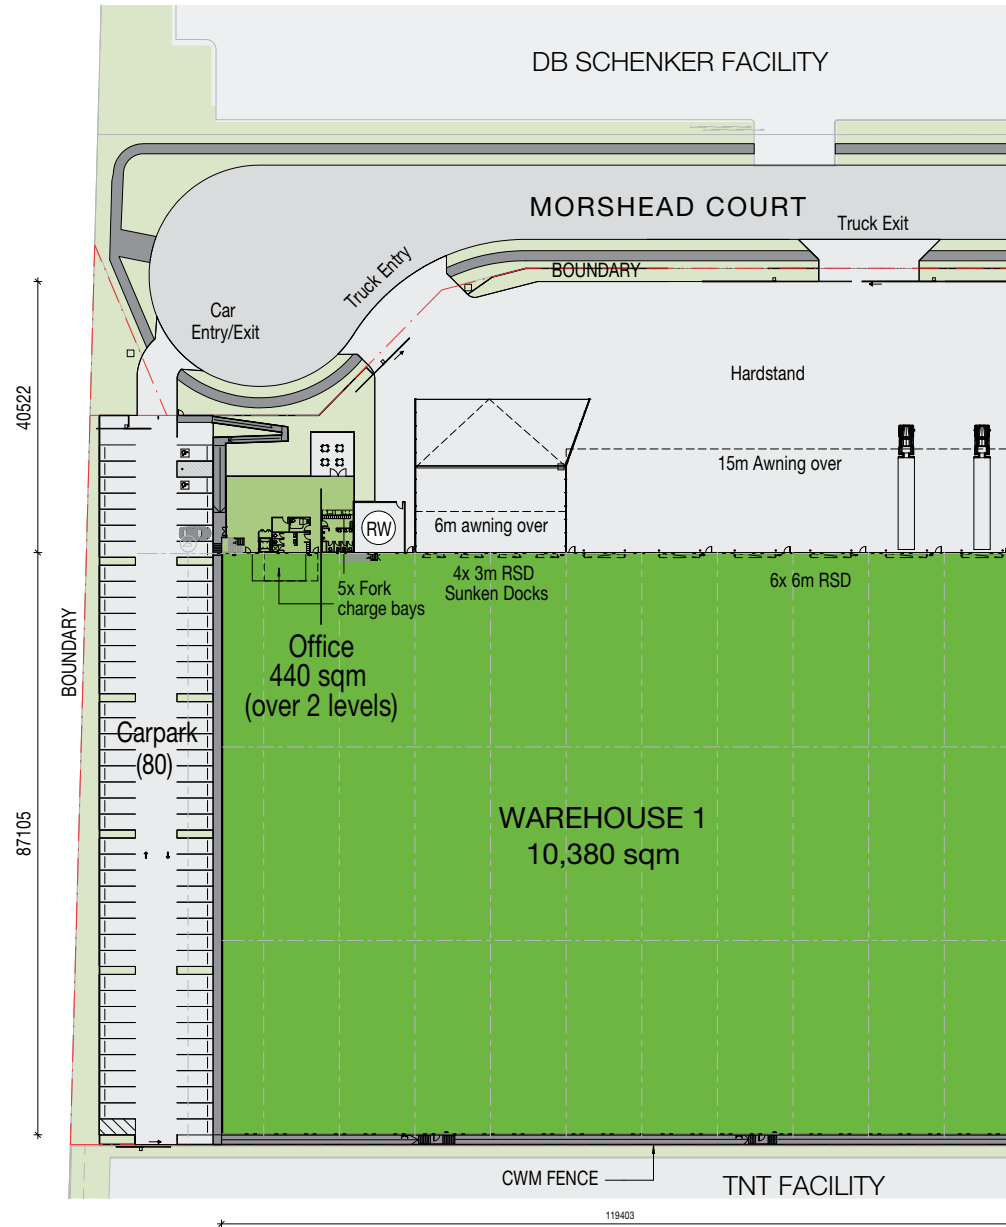 DB SCHENKER FACILITY
MORSHEAD COURT
Truck Exit
Truck Entry
BOUNDARY
Car
Entry/Exit
Hardstand
40522
15m Awning over
RW
6m awning over
4x 3m RSD
Sunken Docks
6x 6m RSD
5x Fork
charge bays
Office
440 sqm
(over 2 levels)
BOUNDARY
Carpark
(80)
87105
WAREHOUSE 1
10,380 sqm
CWM FENCE
TNT FACILITY
119403